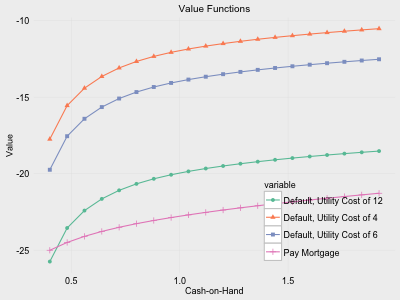 Value Functions
-10
-15
-20
-25
Value
variable
Default, Utility Cost of 12
Default, Utility Cost of 4
Default, Utility Cost of 6
Pay Mortgage
0.5 1.0 1.5
Cash-on-Hand